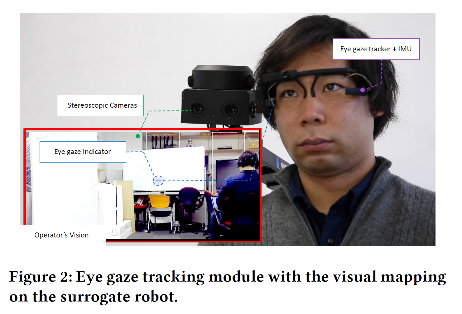 Eye gaze tracker + IMU
Stereoscopic Cameras
Eye gaze Indicator
Operator's Vision
Figure 2: Eye gaze tracking module with the visual mapping
on the surrogate robot.